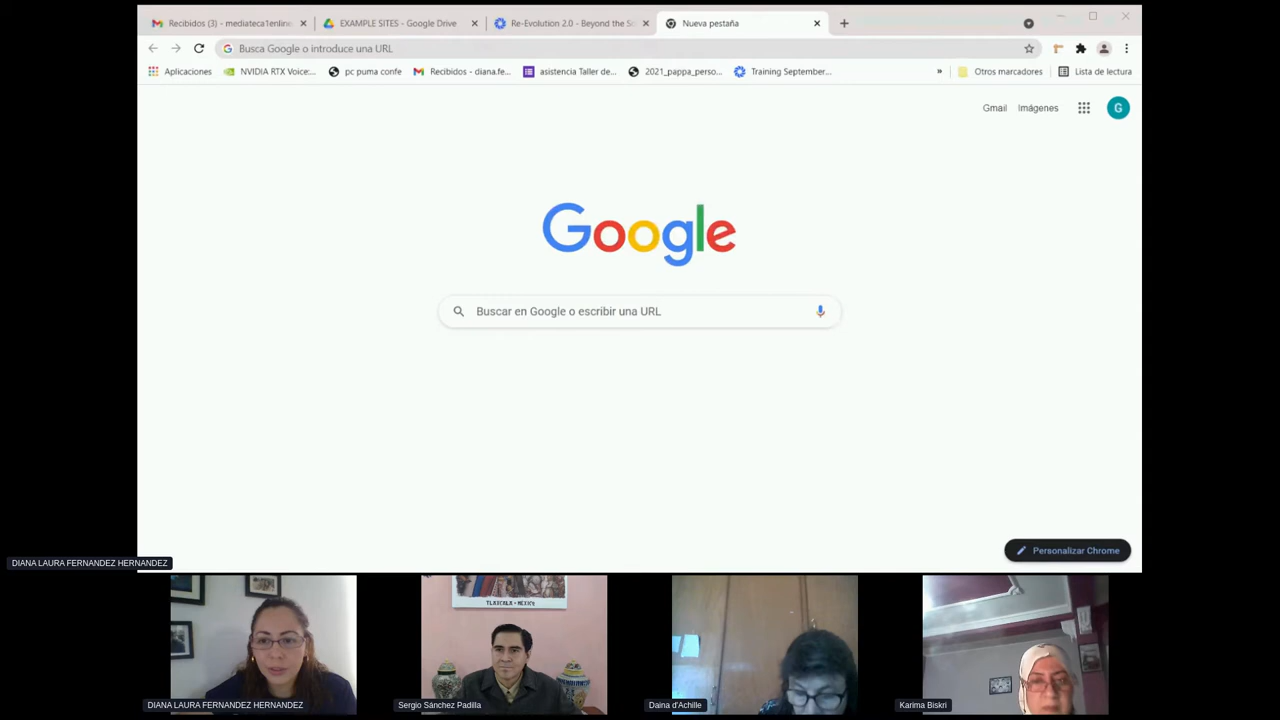 Recibidos (3) - mediateca1enline
EXAMPLE SITES - Google Drive
Re-Evolution 2.0 - Beyond the Si
Nueva pestaña
Busca Google o introduce una URL
Aplicaciones
NVIDIA RTX Voice:...
pc puma confe
Recibidos - diana.fe...
asistencia Taller de...
2021_pappa_perso...
Training September...
»
Otros marcadores
Lista de lectura
Gmail
Imágenes
G
Google
Buscar en Google o escribir una URL
Personalizar Chrome
DIANA LAURA FERNANDEZ HERNANDEZ
TLAXCALA • MÉXICO
DIANA LAURA FERNANDEZ HERNANDEZ
Sergio Sánchez Padilla
Daina d'Achille
Karima Biskri